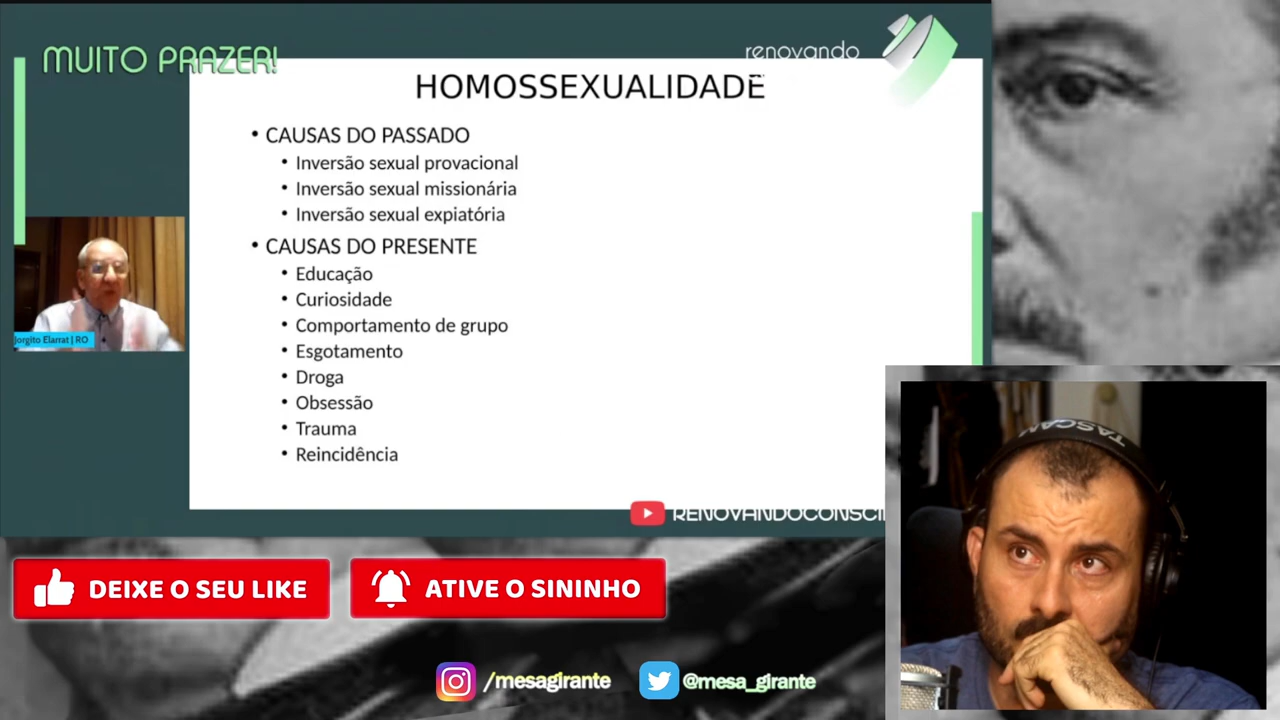 MUITO PRAZER!
renovando
HOMOSSEXUALIDADE
• CAUSAS DO PASSADO
• Inversão sexual provacional
• Inversão sexual missionária
• Inversão sexual expiatória
• CAUSAS DO PRESENTE
• Educação
• Curiosidade
• Comportamento de grupo
• Esgotamento
• Droga
• Obsessão
• Trauma
• Reincidência
Jorgito Elarrat | RO
RENOVANDOCONSCI
TASCAM
DEIXE O SEU LIKE
ATIVE O SININHO
/mesagirante
@mesa_girante